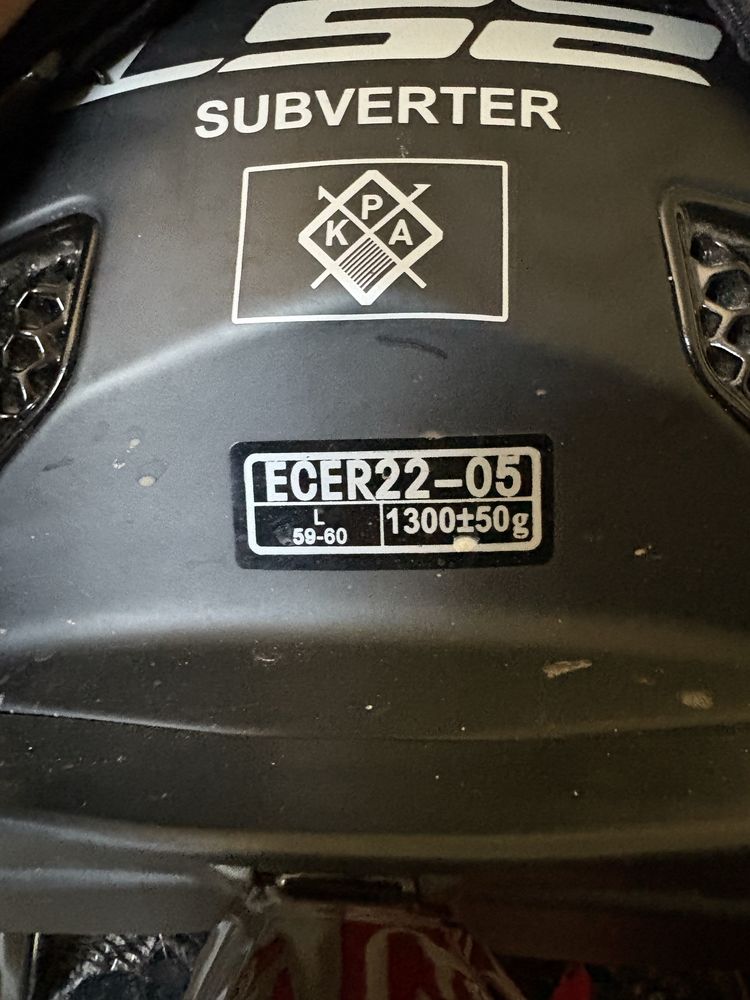 LS2
SUBVERTER
P
K A
ECER22-05
L
59-60
1300±50g